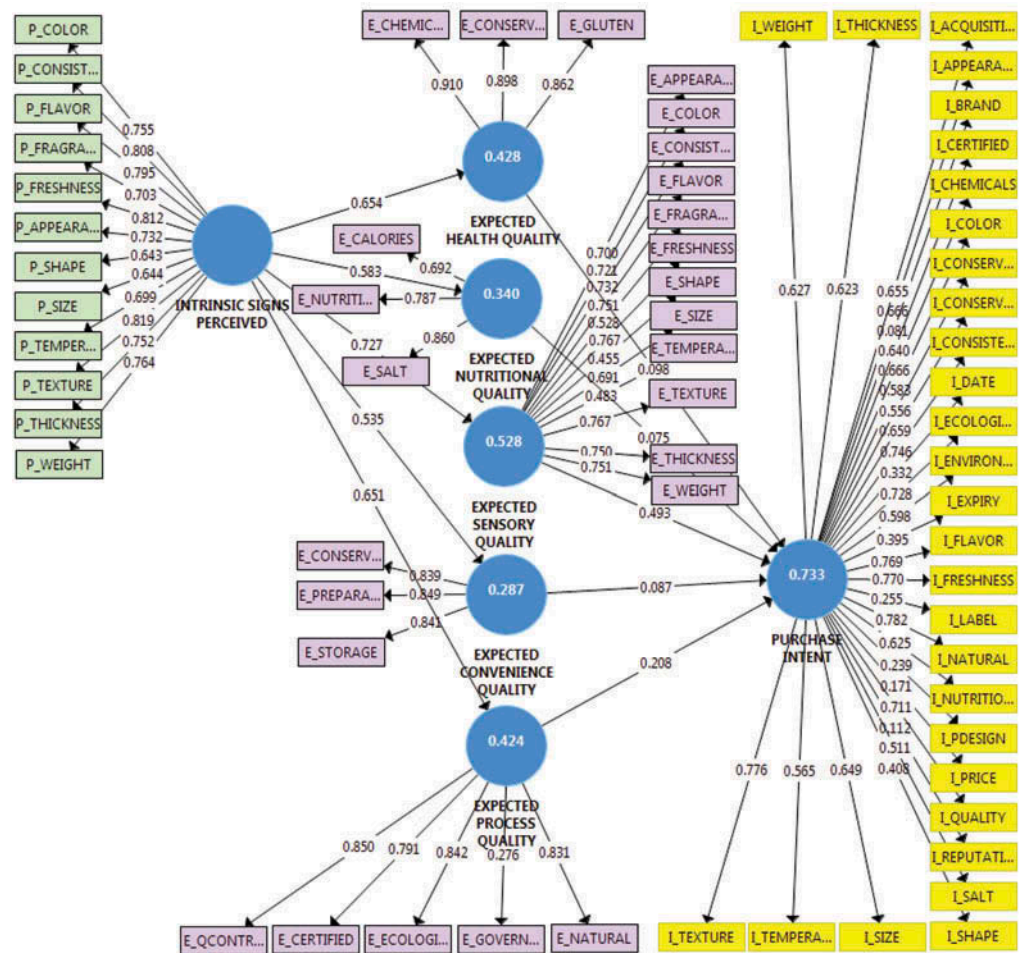 P_COLOR
P_CONSIST...
P_FLAVOR
P_FRAGRA...
P_FRESHNESS
P_APPEARA...
P_SHAPE
P_SIZE
P_TEMPER...
P_TEXTURE
P_THICKNESS
P_WEIGHT
0.755
0.808
0.795
0.703
0.812
0.732
0.643
0.644
0.699
0.819
0.752
0.764
INTRINSIC SIGNS
PERCEIVED
0.654
0.583
0.727
0.535
0.651
E_CHEMIC...
E_CONSERV...
E_GLUTEN
0.910
0.898
0.862
0.428
EXPECTED
HEALTH QUALITY
E_CALORIES
E_NUTRITI...
E_SALT
0.692
0.787
0.860
0.340
EXPECTED
NUTRITIONAL
QUALITY
0.528
EXPECTED
SENSORY
QUALITY
E_APPEARA...
E_COLOR
E_CONSIST...
E_FLAVOR
E_FRAGRA...
E_FRESHNESS
E_SHAPE
E_SIZE
E_TEMPERA...
E_TEXTURE
E_THICKNESS
E_WEIGHT
0.700
0.721
0.732
0.751
0.528
0.767
0.455
0.691
0.098
0.483
0.767
0.075
0.750
0.751
0.493
E_CONSERV...
E_PREPARA...
E_STORAGE
0.839
0.849
0.841
0.287
EXPECTED
CONVENIENCE
QUALITY
0.087
0.208
0.424
EXPECTED
PROCESS
QUALITY
0.850
0.791
0.842
0.276
0.831
E_QCONTR...
E_CERTIFIED
E_ECOLOGI...
E_GOVERN...
E_NATURAL
I_WEIGHT
I_THICKNESS
0.627
0.623
0.733
PURCHASE
INTENT
0.655
0.666
0.081
0.640
0.666
0.583
0.556
0.659
0.746
0.332
0.728
0.598
0.395
0.769
0.770
0.255
0.782
0.625
0.239
0.171
0.711
0.112
0.511
0.408
0.776
0.565
0.649
I_ACQUISITI...
I_APPEARA...
I_BRAND
I_CERTIFIED
I_CHEMICALS
I_COLOR
I_CONSERV...
I_CONSERV...
I_CONSISTE...
I_DATE
I_ECOLOGI...
I_ENVIRON...
I_EXPIRY
I_FLAVOR
I_FRESHNESS
I_LABEL
I_NATURAL
I_NUTRITIO...
I_PDESIGN
I_PRICE
I_QUALITY
I_REPUTATI...
I_SALT
I_SHAPE
I_TEXTURE
I_TEMPERA...
I_SIZE